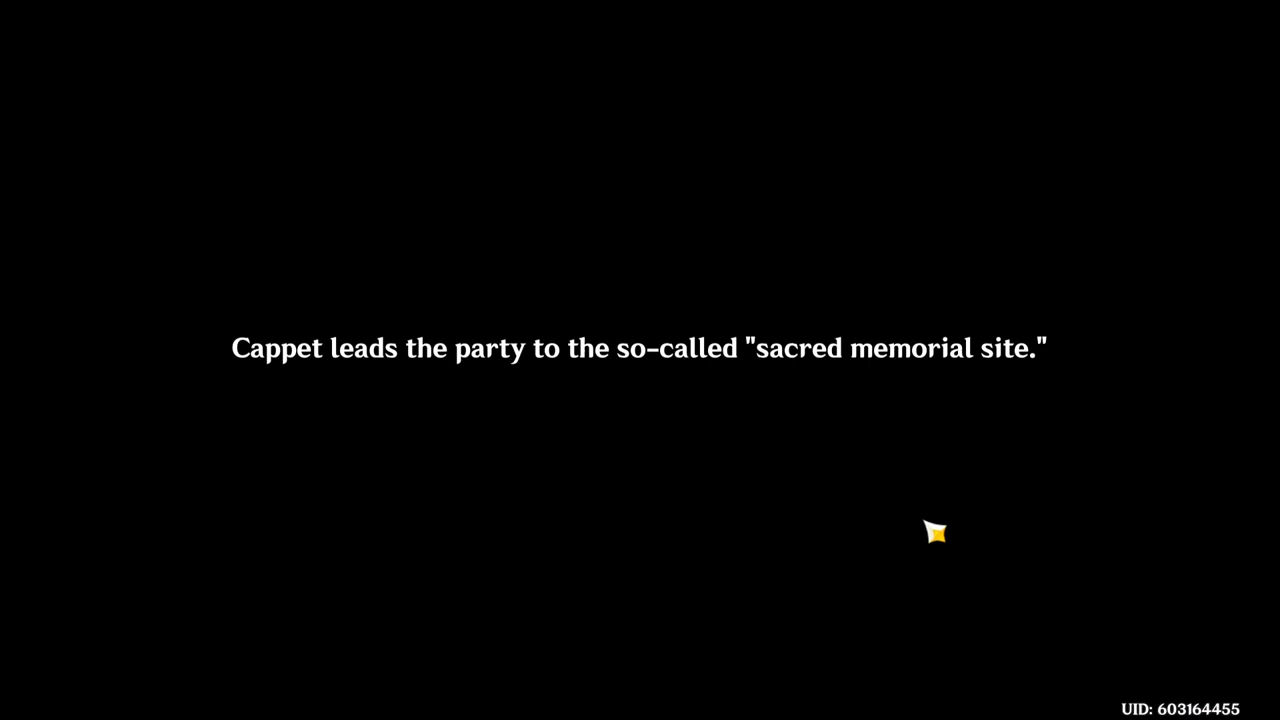 Cappet leads the party to the so-called "sacred memorial site."
UID: 603164455